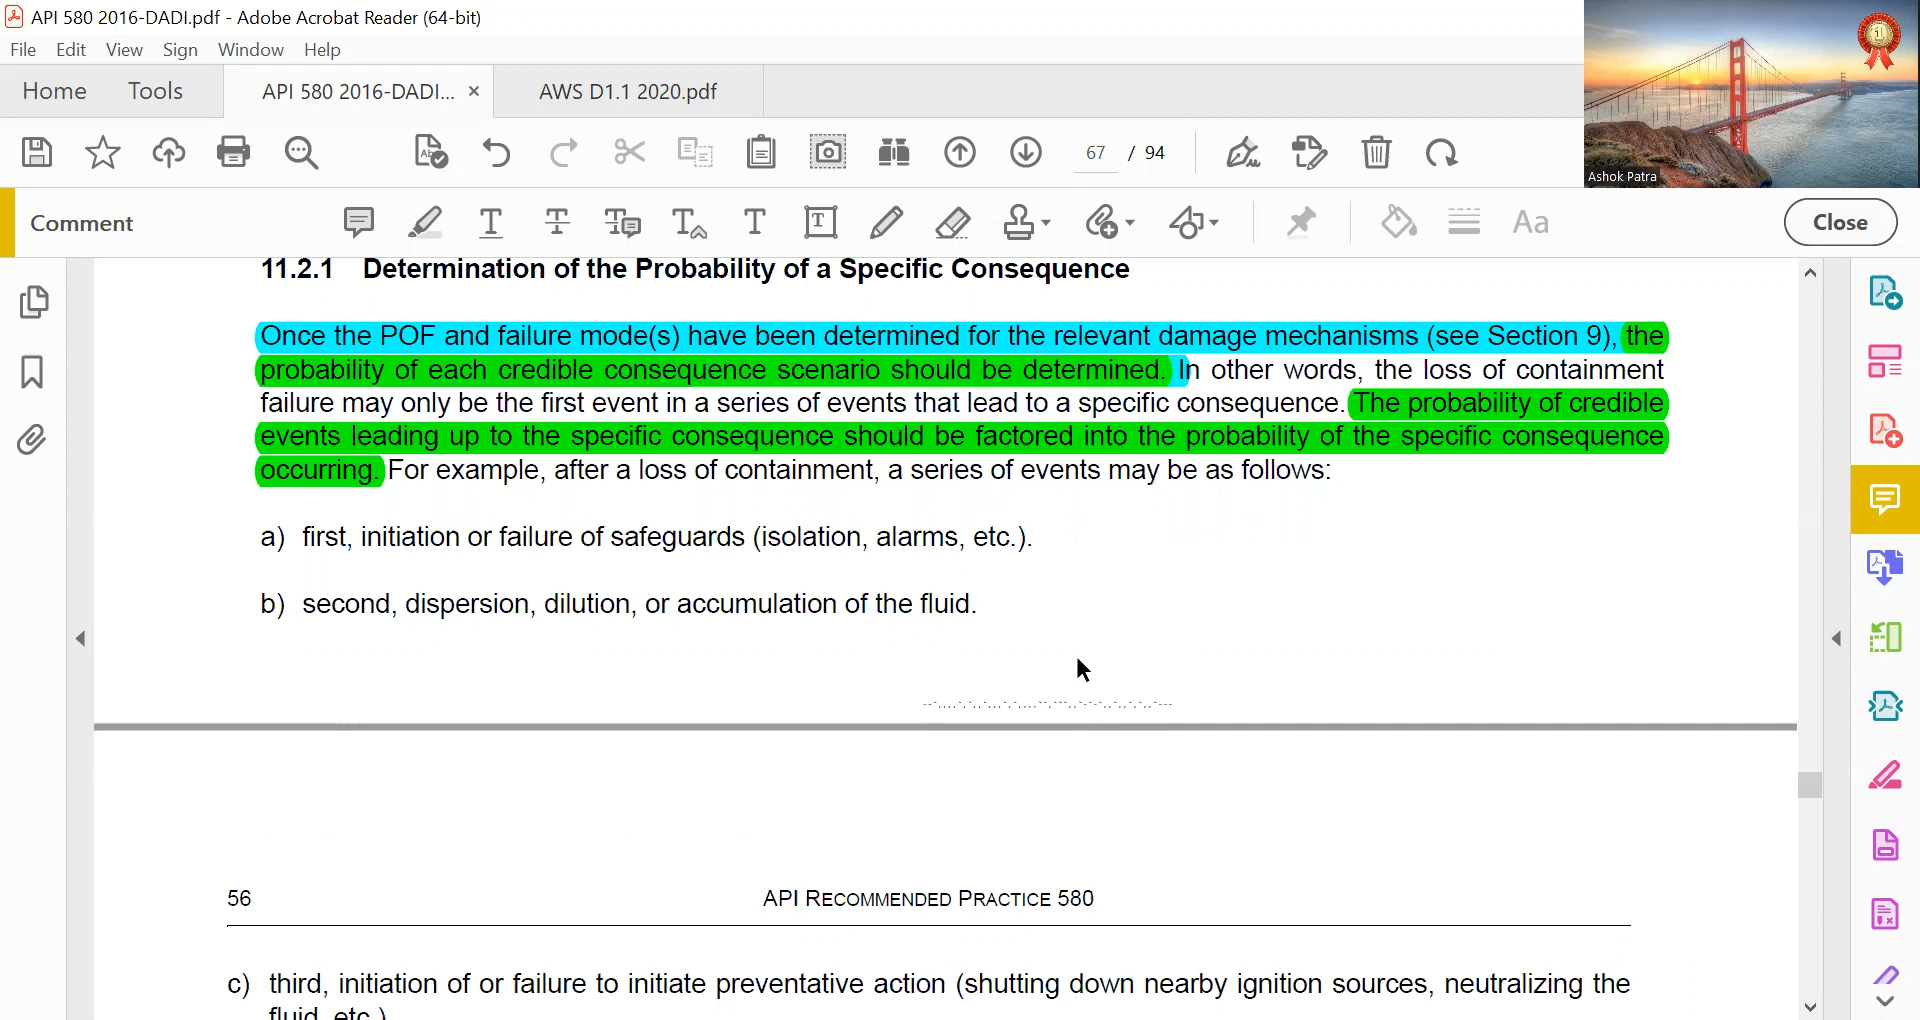 API 580 2016-DADI.pdf - Adobe Acrobat Reader (64-bit)
File Edit View Sign Window Help
Home Tools API 580 2016-DADI... × AWS D1.1 2020.pdf
67 / 94
1
Ashok Patra
Comment
Aa
Close
11.2.1 Determination of the Probability of a Specific Consequence
Once the POF and failure mode(s) have been determined for the relevant damage mechanisms (see Section 9), the
probability of each credible consequence scenario should be determined. In other words, the loss of containment
failure may only be the first event in a series of events that lead to a specific consequence. The probability of credible
events leading up to the specific consequence should be factored into the probability of the specific consequence
occurring. For example, after a loss of containment, a series of events may be as follows:
a) first, initiation or failure of safeguards (isolation, alarms, etc.).
b) second, dispersion, dilution, or accumulation of the fluid.
56 API RECOMMENDED PRACTICE 580
c) third, initiation of or failure to initiate preventative action (shutting down nearby ignition sources, neutralizing the
fluid, etc.)